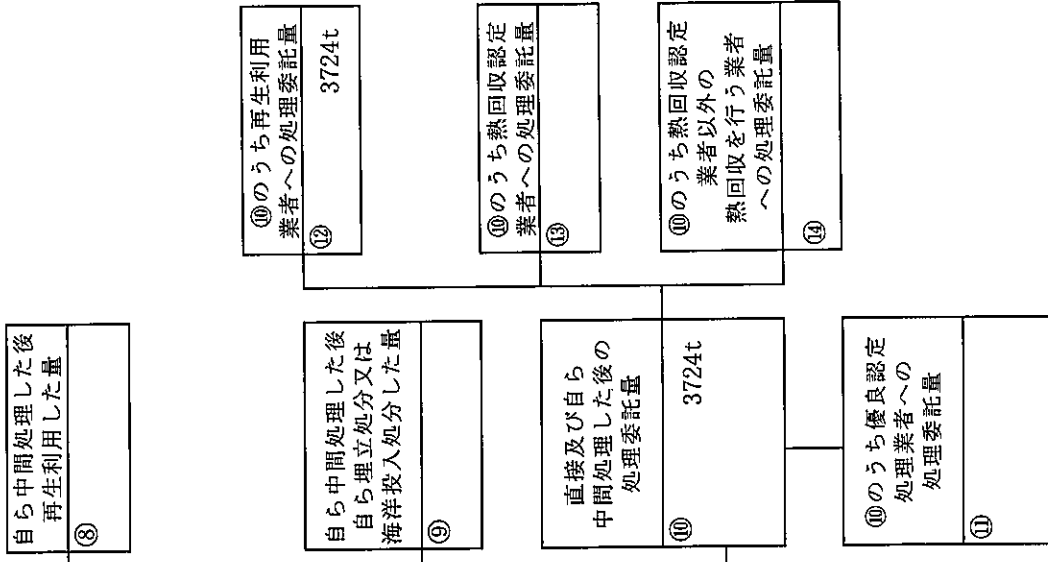 自ら中間処理した後
再生利用した量
⑧
自ら中間処理した後
自ら埋立処分又は
海洋投入処分した量
⑨
直接及び自ら
中間処理した後の
処理委託量
⑩
3724t
⑩のうち優良認定
処理業者への
処理委託量
⑪
⑩のうち再生利用
業者への処理委託量
⑫
3724t
⑩のうち熱回収認定
業者への処理委託量
⑬
⑩のうち熱回収認定
業者以外の
熱回収を行う業者
への処理委託量
⑭